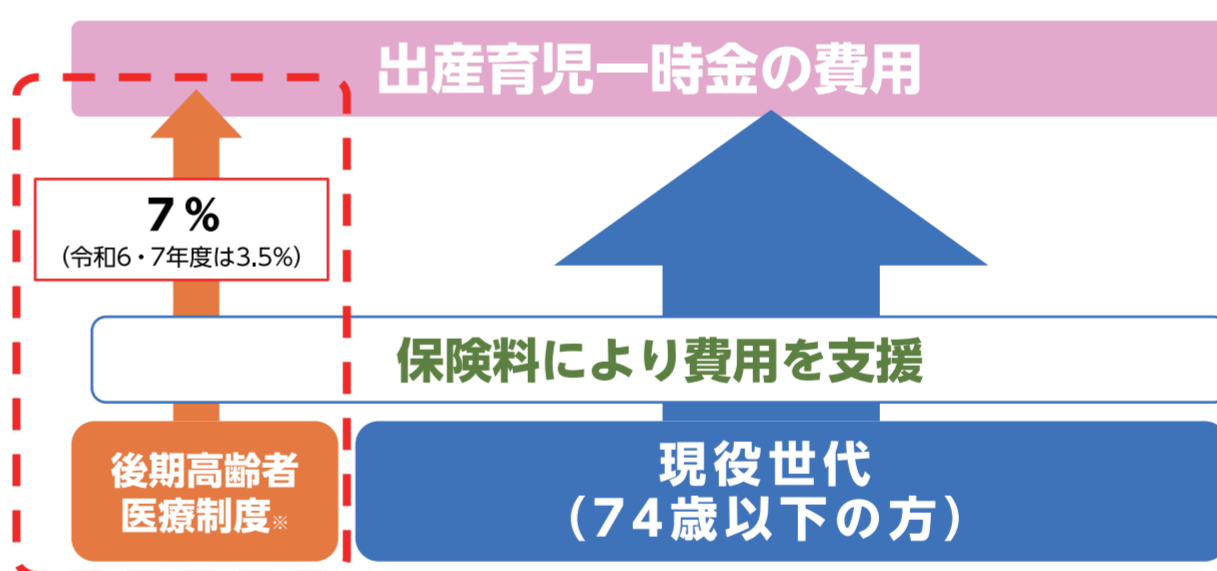 出産育児一時金の費用
7%
(令和6・7年度は3.5%)
保険料により費用を支援
後期高齢者
医療制度※
現役世代
(74歳以下の方)